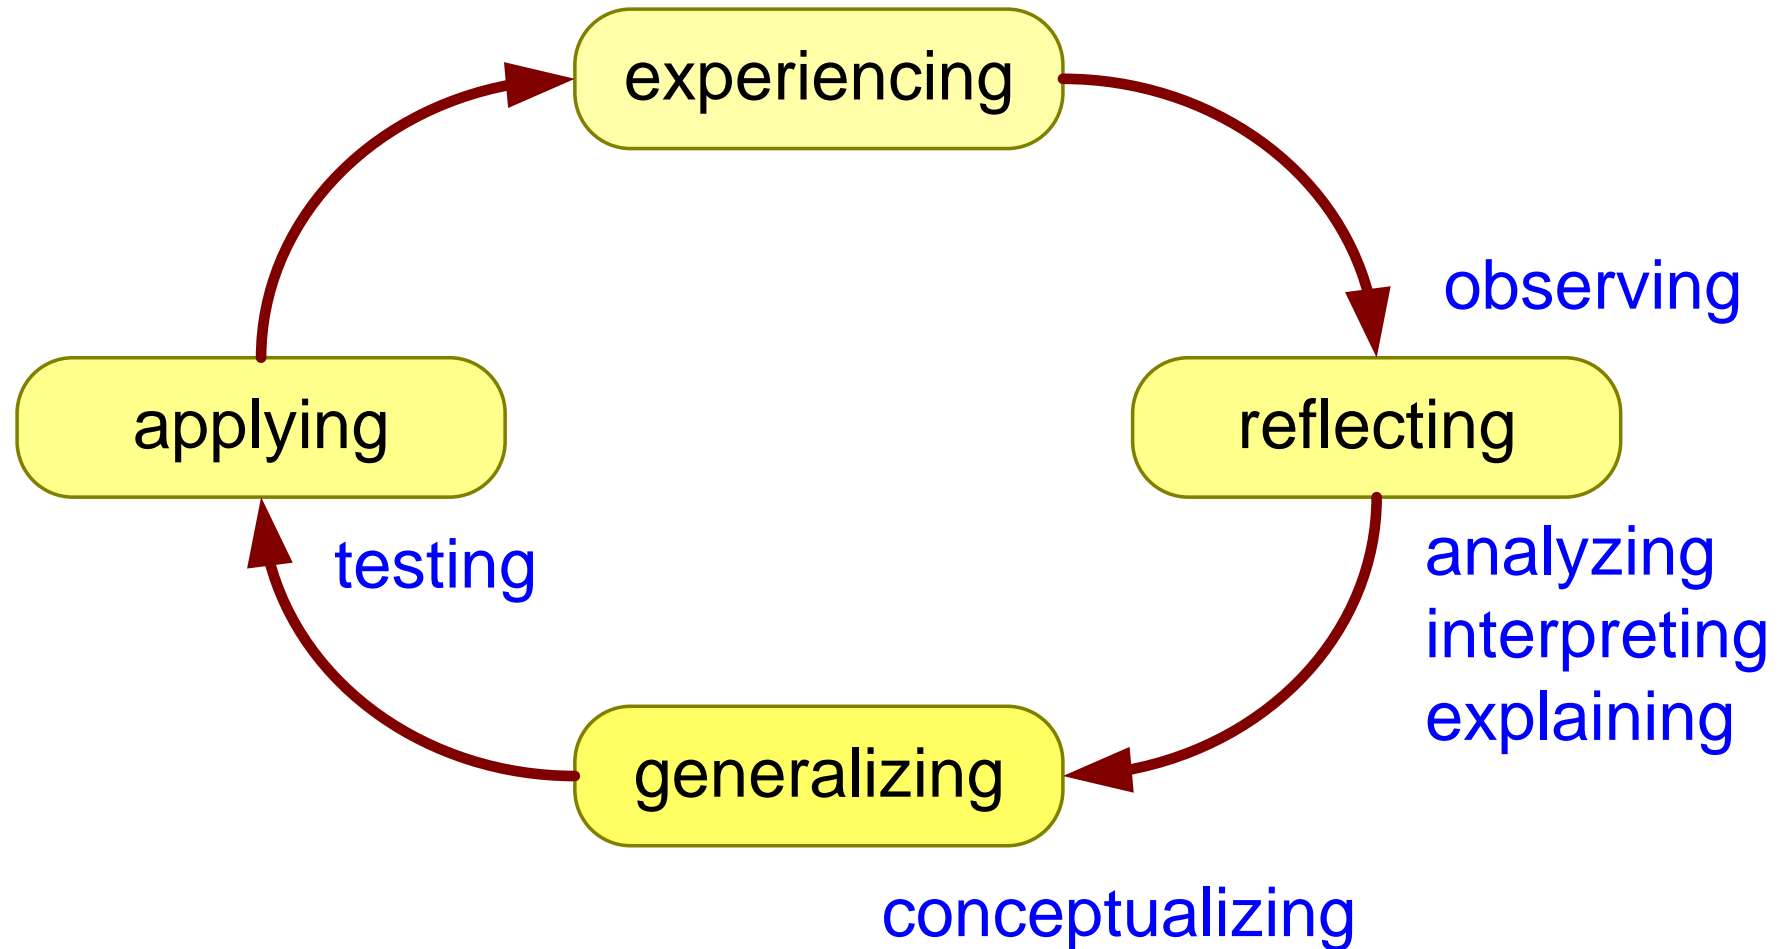 experiencing
observing
applying
reflecting
testing
analyzing
interpreting
explaining
generalizing
conceptualizing